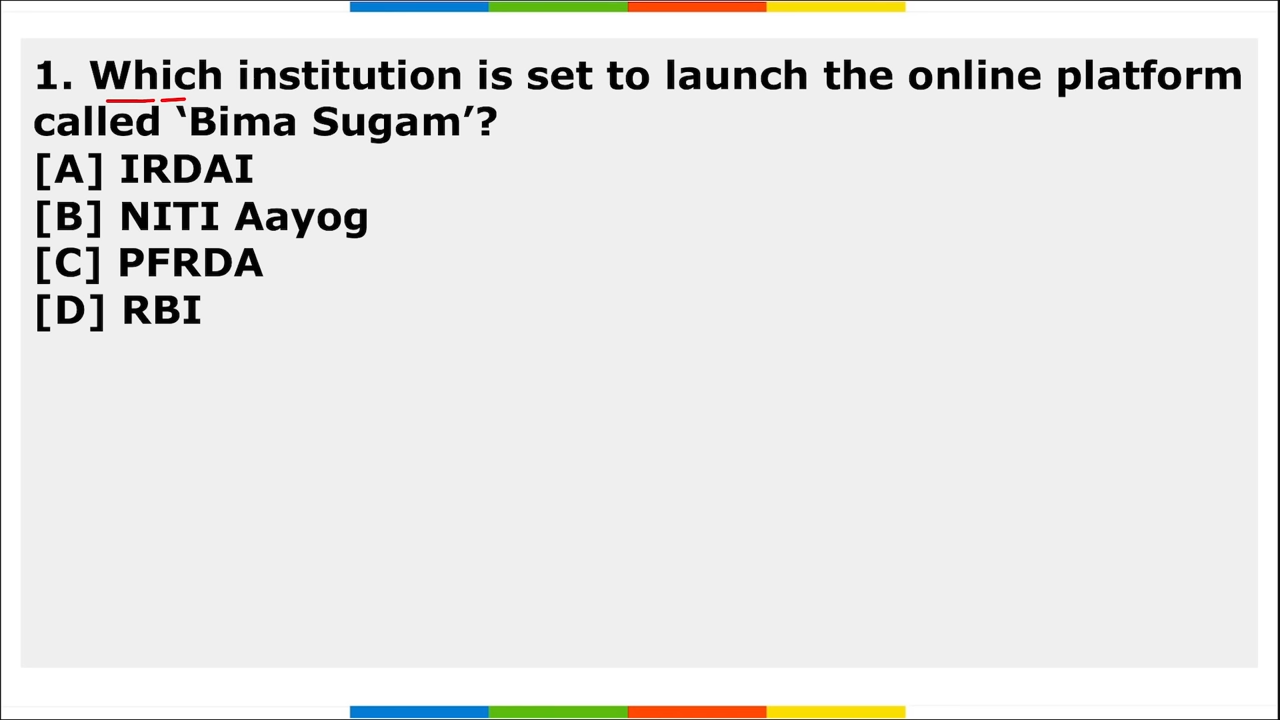 1. Which institution is set to launch the online platform
called ‘Bima Sugam’?
[A] IRDAI
[B] NITI Aayog
[C] PFRDA
[D] RBI